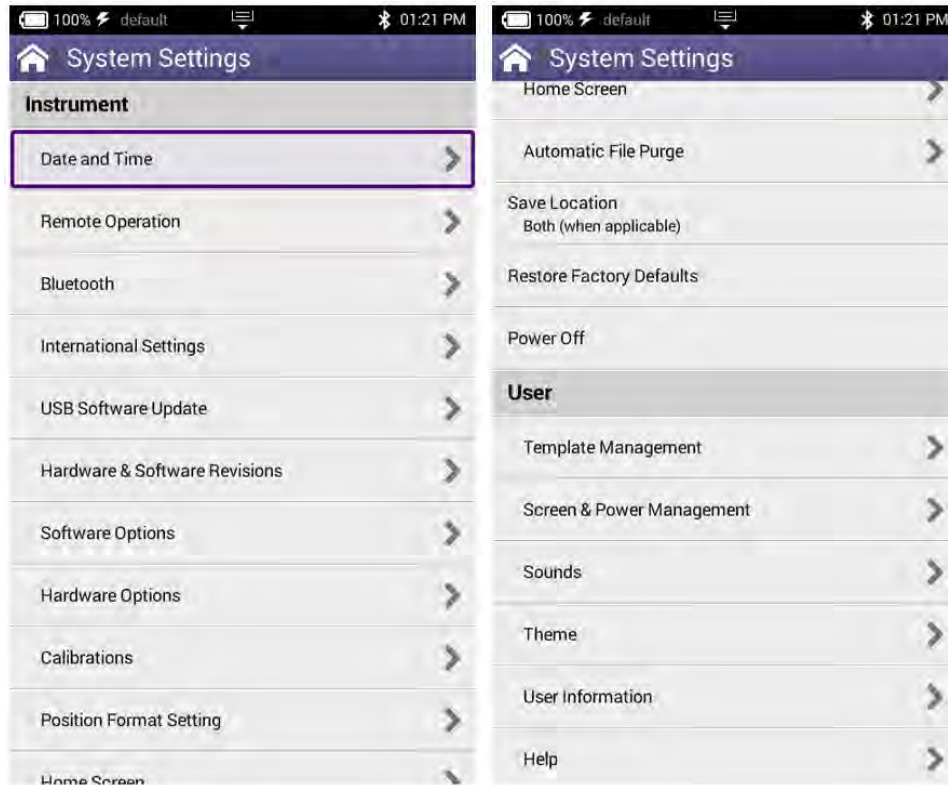 100% default 01:21 PM
System Settings
Instrument
Date and Time
Remote Operation
Bluetooth
International Settings
USB Software Update
Hardware & Software Revisions
Software Options
Hardware Options
Calibrations
Position Format Setting
Home Screen
100% default 01:21 PM
System Settings
Home Screen
Automatic File Purge
Save Location
Both (when applicable)
Restore Factory Defaults
Power Off
User
Template Management
Screen & Power Management
Sounds
Theme
User Information
Help